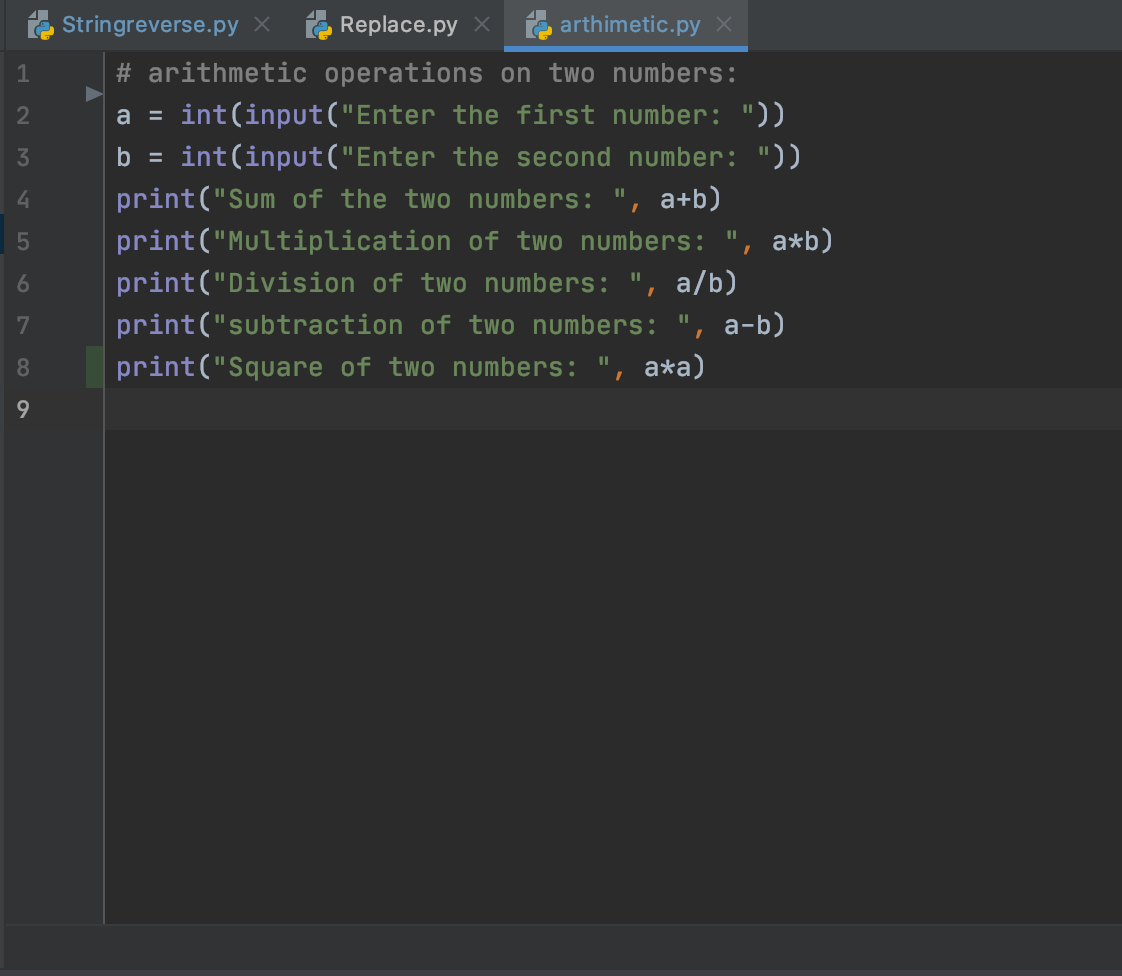 Stringreverse.py Replace.py arthimetic.py
1 # arithmetic operations on two numbers:
2 a = int(input("Enter the first number: "))
3 b = int(input("Enter the second number: "))
4 print("Sum of the two numbers: ", a+b)
5 print("Multiplication of two numbers: ", a*b)
6 print("Division of two numbers: ", a/b)
7 print("subtraction of two numbers: ", a-b)
8 print("Square of two numbers: ", a*a)
9